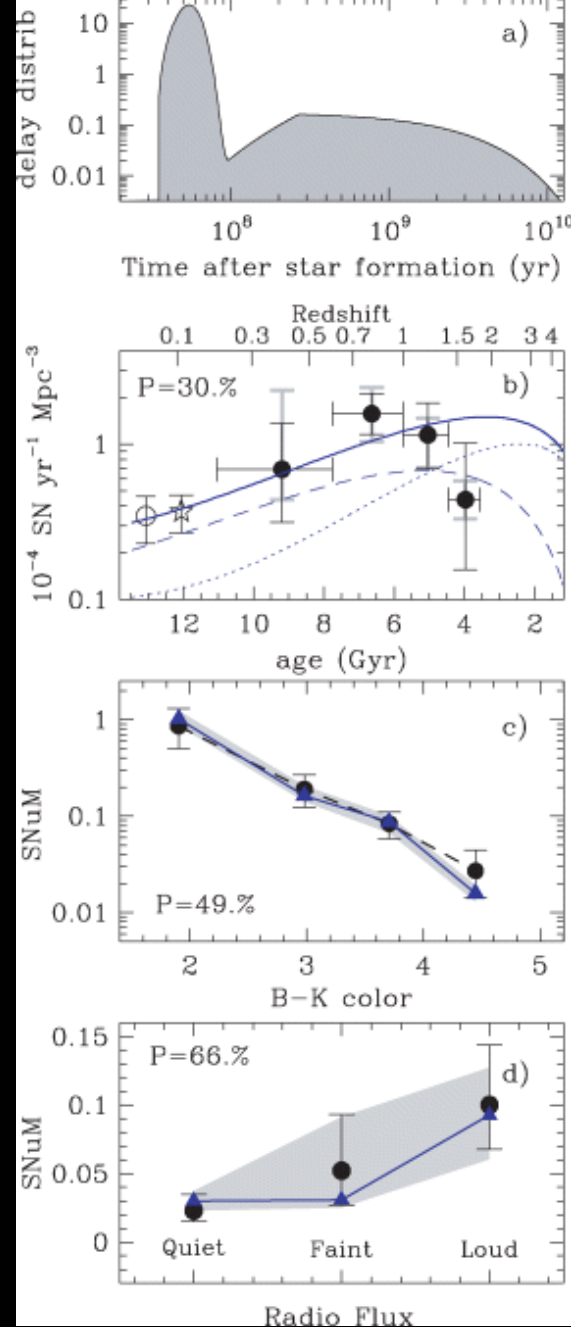 a)
delay distrib
10
1
0.1
0.01
10⁸ 10⁹ 10¹⁰
Time after star formation (yr)
Redshift
0.1 0.3 0.5 0.7 1 1.5 2 3 4
P=30.% b)
10⁻⁴ SN yr⁻¹ Mpc⁻³
1
0.1
12 10 8 6 4 2
age (Gyr)
c)
SNuM
1
0.1
0.01
P=49.%
2 3 4 5
B−K color
P=66.% d)
SNuM
0.15
0.1
0.05
0
Quiet Faint Loud
Radio Flux